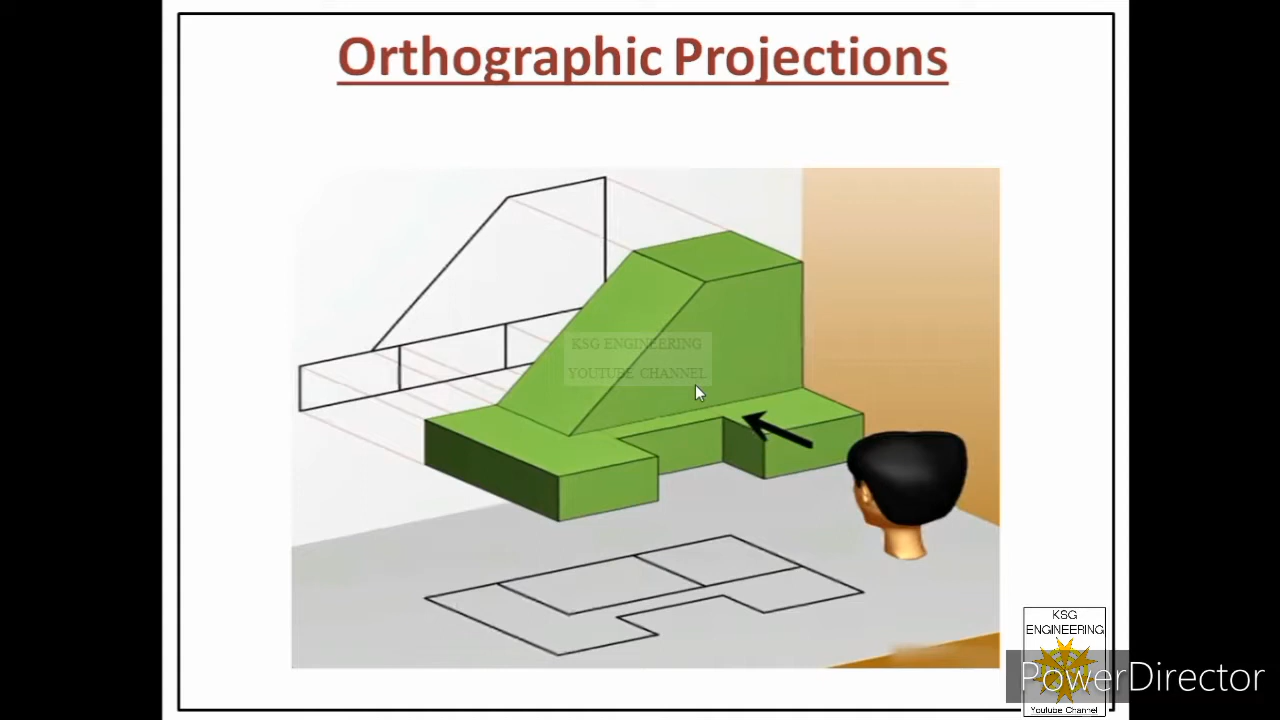 Orthographic Projections
KSG ENGINEERING
YOUTUBE CHANNEL
KSG
ENGINEERING
PowerDirector
Youtube Channel